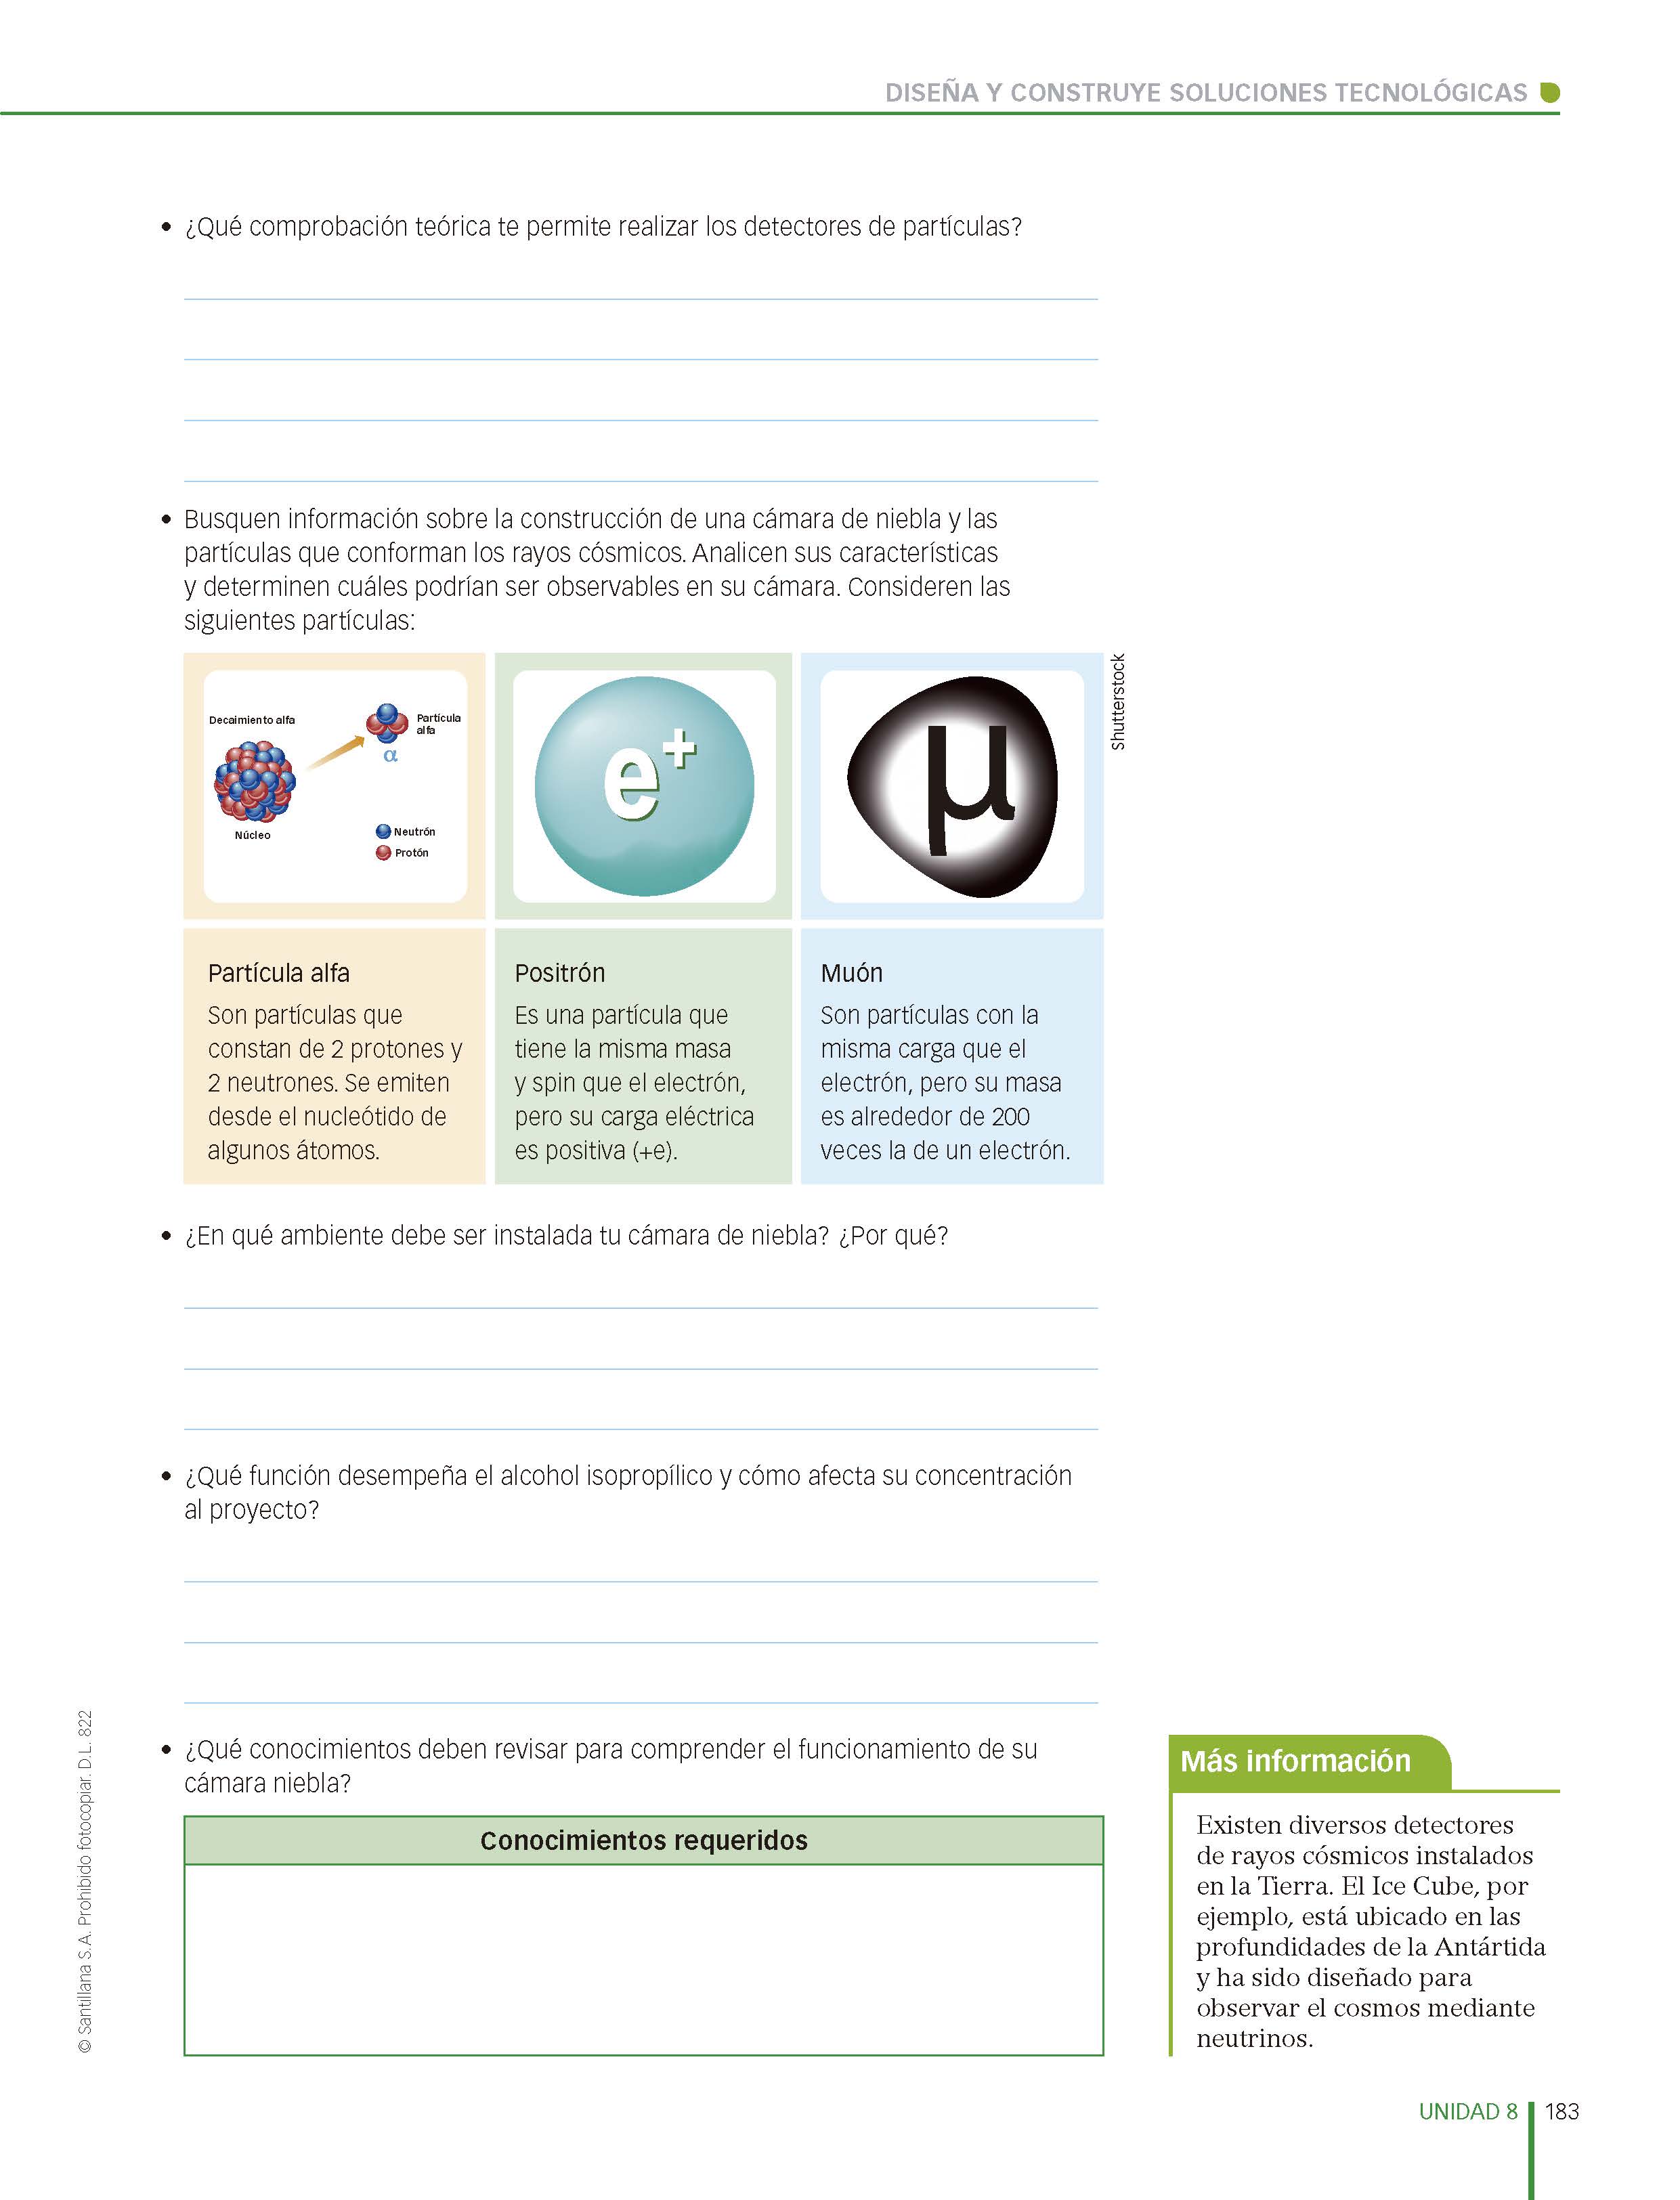 DISEÑA Y CONSTRUYE SOLUCIONES TECNOLÓGICAS
• ¿Qué comprobación teórica te permite realizar los detectores de partículas?
• Busquen información sobre la construcción de una cámara de niebla y las
partículas que conforman los rayos cósmicos. Analicen sus características
y determinen cuáles podrían ser observables en su cámara. Consideren las
siguientes partículas:
Decaimiento alfa
Partícula
alfa
α
Núcleo
Neutrón
Protón
e+
μ
Shutterstock
Partícula alfa
Son partículas que
constan de 2 protones y
2 neutrones. Se emiten
desde el nucleótido de
algunos átomos.
Positrón
Es una partícula que
tiene la misma masa
y spin que el electrón,
pero su carga eléctrica
es positiva (+e).
Muón
Son partículas con la
misma carga que el
electrón, pero su masa
es alrededor de 200
veces la de un electrón.
• ¿En qué ambiente debe ser instalada tu cámara de niebla? ¿Por qué?
• ¿Qué función desempeña el alcohol isopropílico y cómo afecta su concentración
al proyecto?
• ¿Qué conocimientos deben revisar para comprender el funcionamiento de su
cámara niebla?
Conocimientos requeridos
Más información
Existen diversos detectores
de rayos cósmicos instalados
en la Tierra. El Ice Cube, por
ejemplo, está ubicado en las
profundidades de la Antártida
y ha sido diseñado para
observar el cosmos mediante
neutrinos.
© Santillana S.A. Prohibido fotocopiar. D.L. 822
UNIDAD 8
183